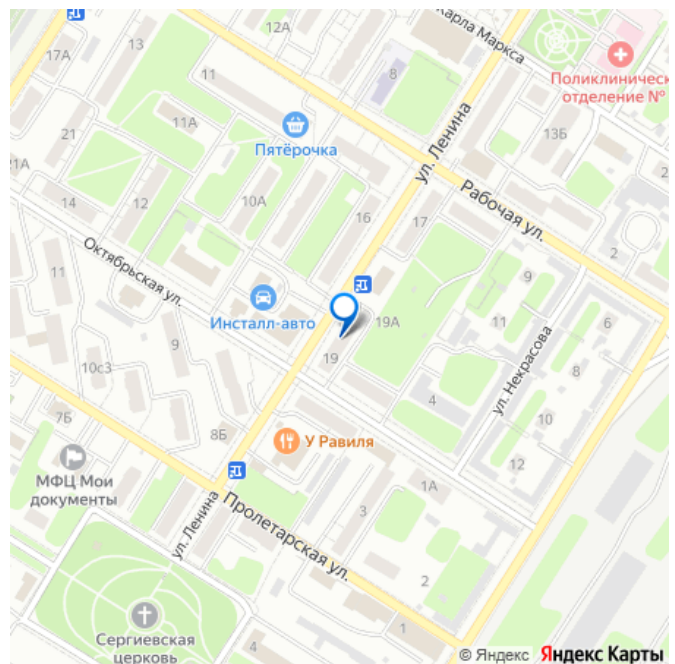 12А
Карла Маркса
17А
13
11
8
Поликлиническ
отделение №
ул. Ленина
11А
21
Пятёрочка
13Б
21А
14
12
10А
16
17
Рабочая ул.
2
2
Октябрьская ул.
11
9
Инсталл-авто
19А
11
6
9
19
ул. Некрасова
8
10с3
4
10
7Б
8Б
У Равиля
12
МФЦ Мои
документы
1А
ул. Ленина
Пролетарская ул.
3
2
Сергиевская
церковь
4
1
© Яндекс Яндекс Карты